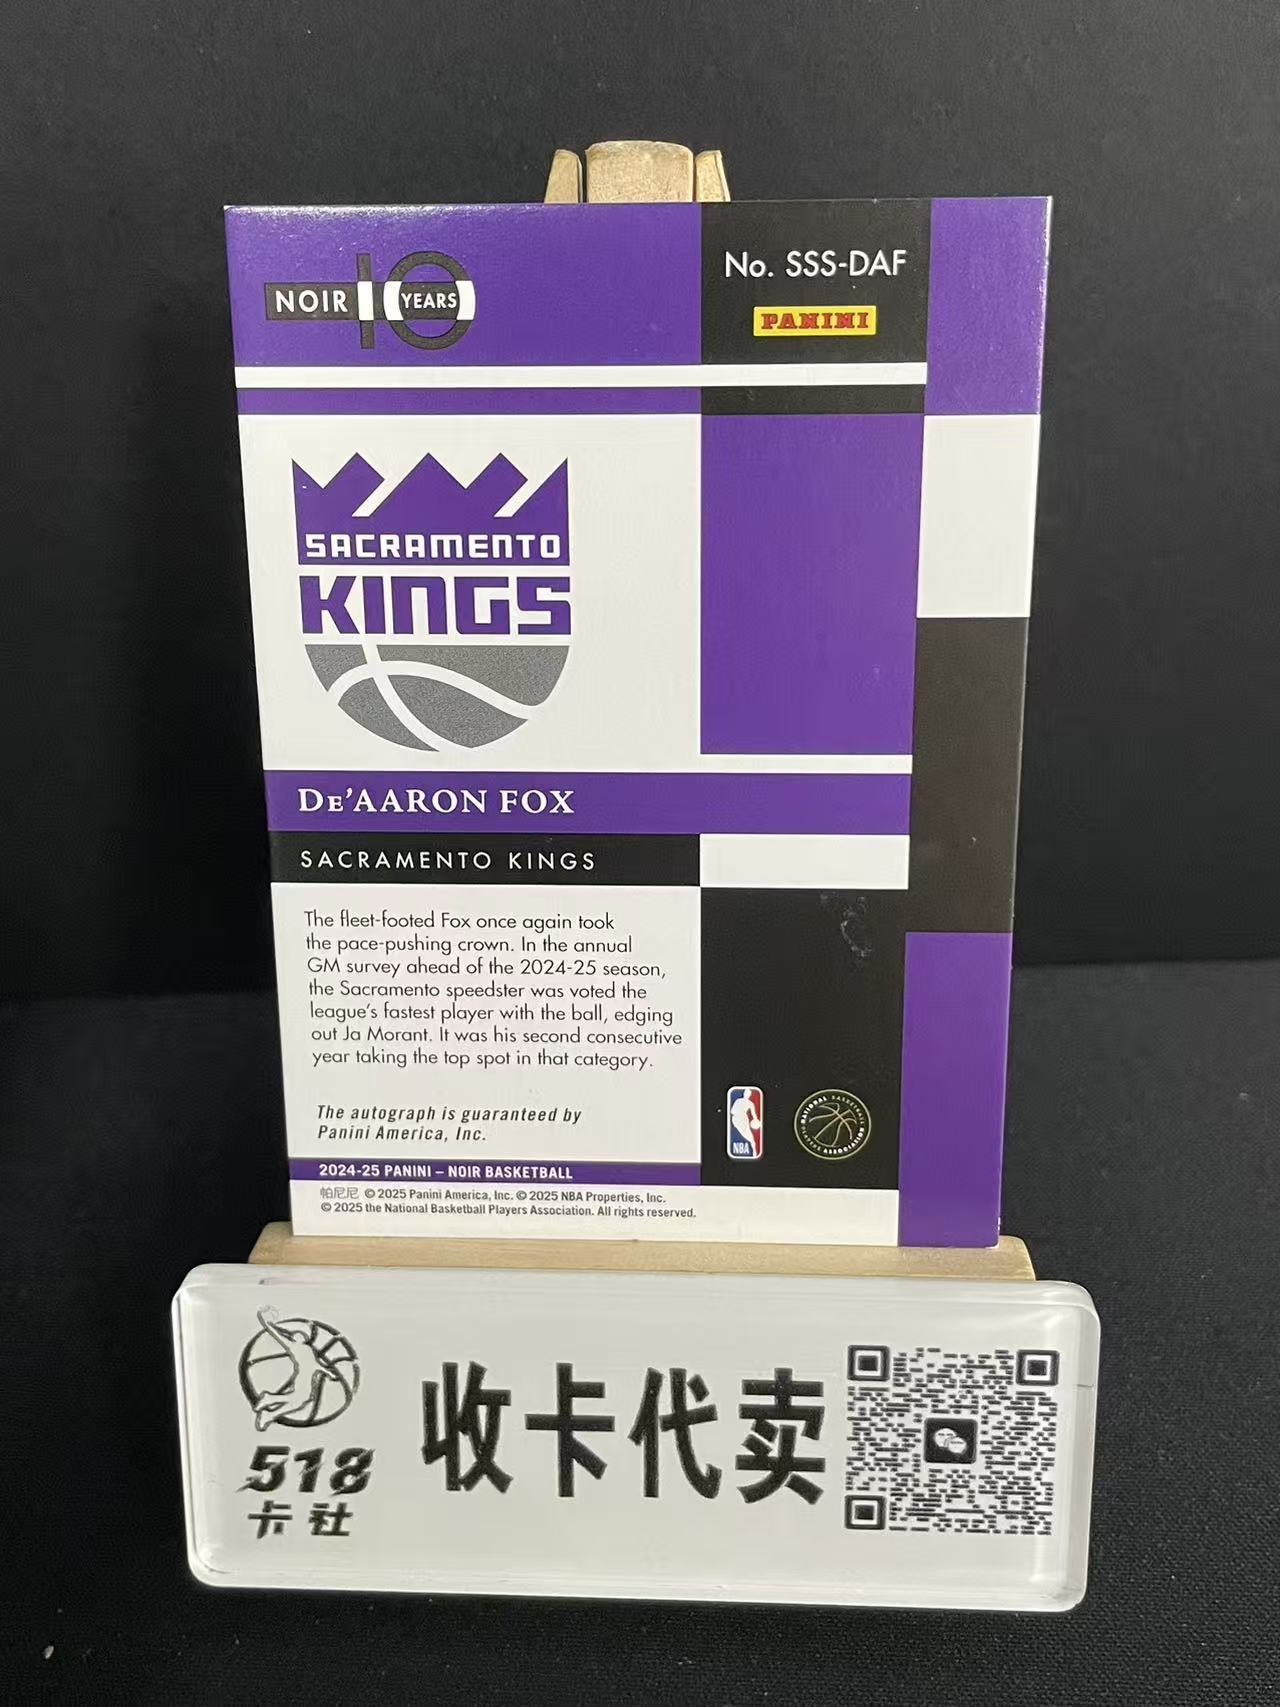 NOIR 10 YEARS
No. SSS-DAF
PANINI
SACRAMENTO
KINGS
DE'AARON FOX
SACRAMENTO KINGS
The fleet-footed Fox once again took
the pace-pushing crown. In the annual
GM survey ahead of the 2024-25 season,
the Sacramento speedster was voted the
league's fastest player with the ball, edging
out Ja Morant. It was his second consecutive
year taking the top spot in that category.
The autograph is guaranteed by
Panini America, Inc.
NBA
NATIONAL BASKETBALL
PLAYERS ASSOCIATION
2024-25 PANINI – NOIR BASKETBALL
帕尼尼 © 2025 Panini America, Inc. © 2025 NBA Properties, Inc.
© 2025 the National Basketball Players Association. All rights reserved.
518
卡社
收卡代卖